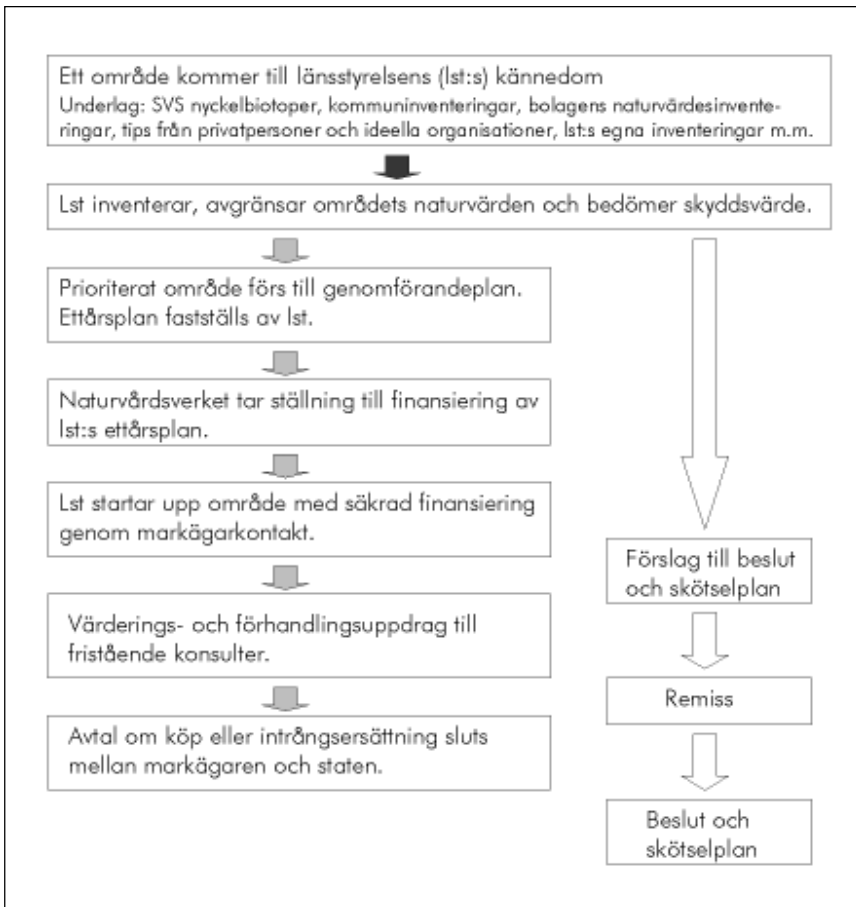 Ett område kommer till länsstyrelsens (lst:s) kännedom
Underlag: SVS nyckelbiotoper, kommuninventeringar, bolagens naturvärdesinvente-
ringar, tips från privatpersoner och ideella organisationer, lst:s egna inventeringar m.m.
Lst inventerar, avgränsar områdets naturvärden och bedömer skyddsvärde.
Prioriterat område förs till genomförandeplan.
Ettårsplan fastställs av lst.
Naturvårdsverket tar ställning till finansiering av
lst:s ettårsplan.
Lst startar upp område med säkrad finansiering
genom markägarkontakt.
Värderings- och förhandlingsuppdrag till
fristående konsulter.
Avtal om köp eller intrångsersättning sluts
mellan markägaren och staten.
Förslag till beslut
och skötselplan
Remiss
Beslut och
skötselplan